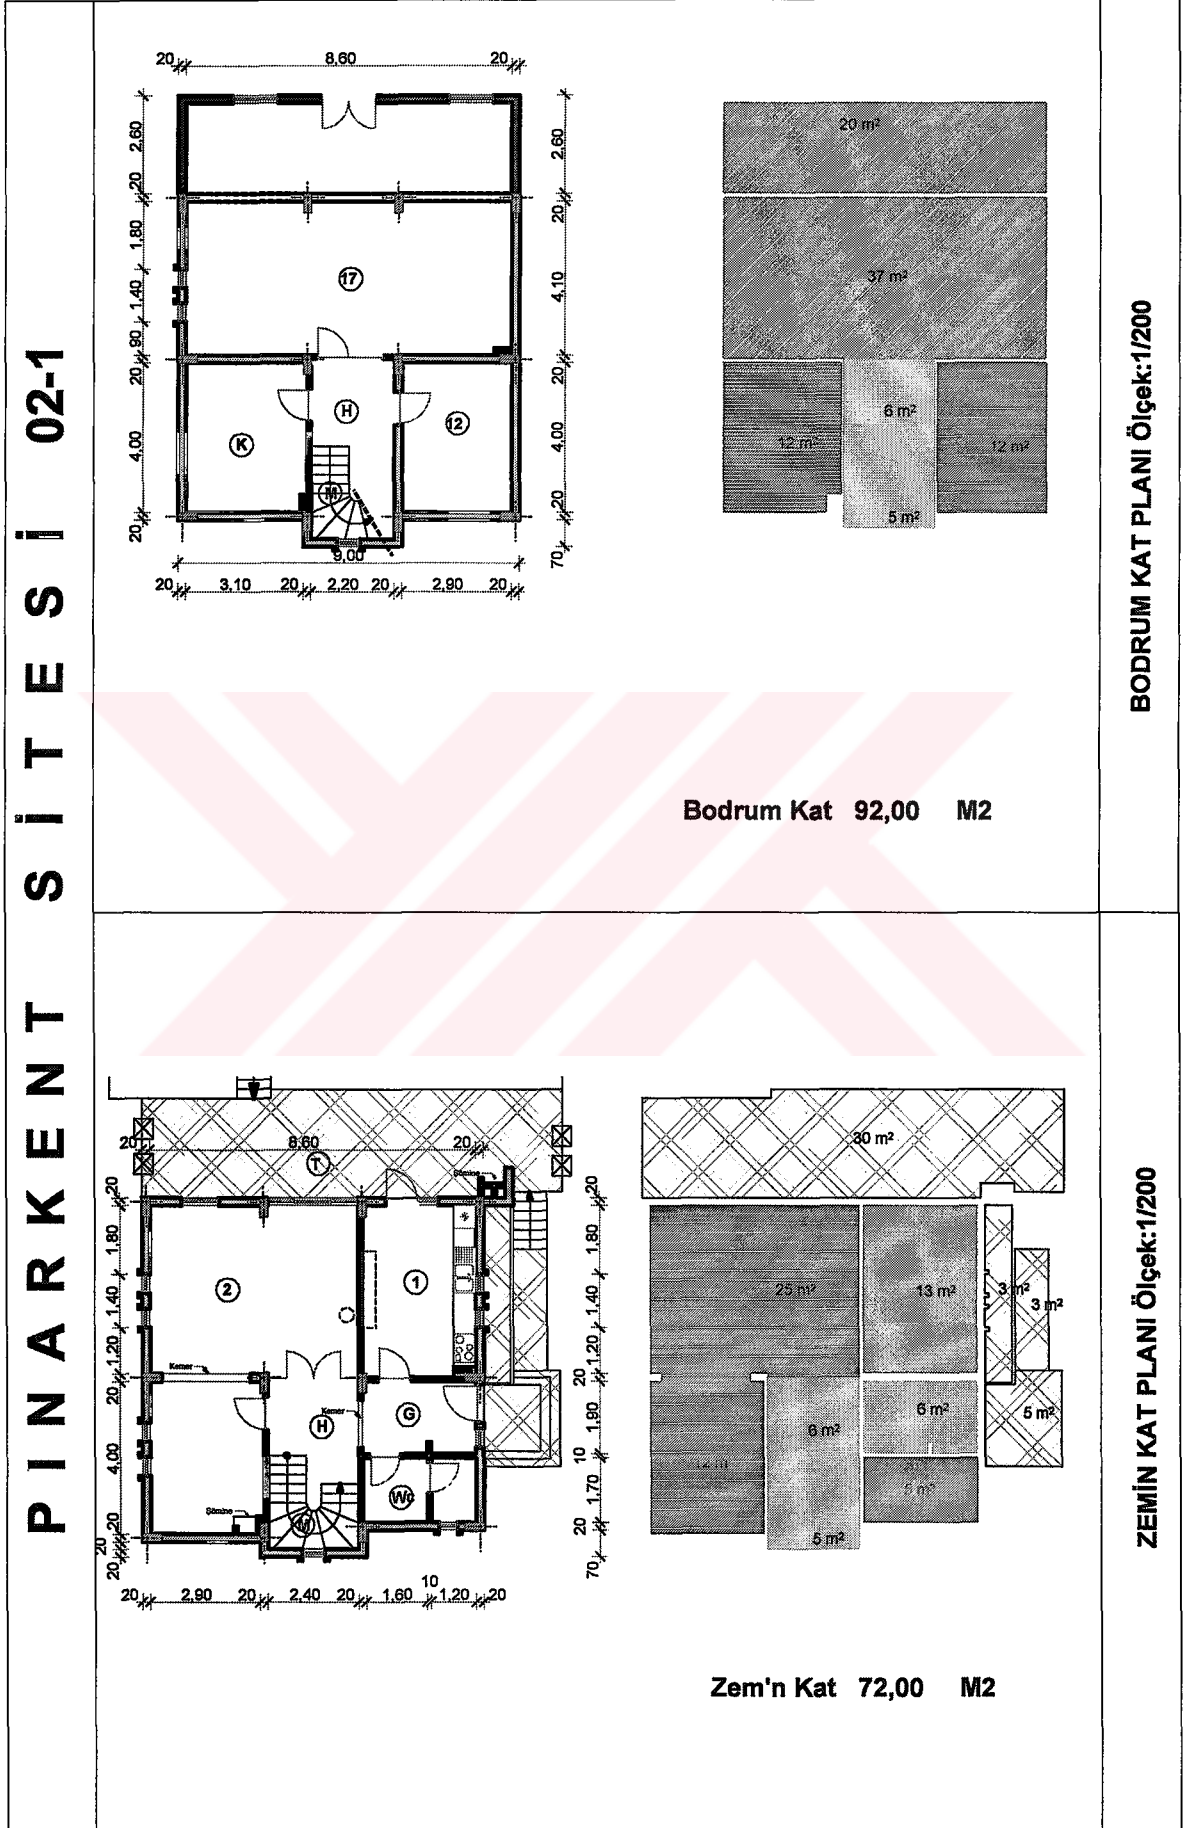 PINARKENT SİTESİ 02-1
20 8,60 20
2,60
20
1,80
1,40
90
20
4,00
20
2,60
20
4,10
20
4,00
20
70
17
H
K
12
M
9,00
20 3,10 20 2,20 20 2,90 20
20 m²
37 m²
6 m²
12 m²
12 m²
5 m²
Bodrum Kat 92,00 M2
BODRUM KAT PLANI Ölçek:1/200
20 8,60 20
T
Şömine
20
1,80
1,40
1,20
20
4,00
20
20
20
20
1,80
1,40
1,20
20
1,90
10
1,70
20
70
2
1
Kemer
Kemer
H
G
Wc
Şömine
M
10
20 2,90 20 2,40 20 1,60 1,20 20
30 m²
25 m²
13 m²
3 m²
3 m²
6 m²
6 m²
5 m²
12 m
5 m²
5 m²
Zem'n Kat 72,00 M2
ZEMİN KAT PLANI Ölçek:1/200